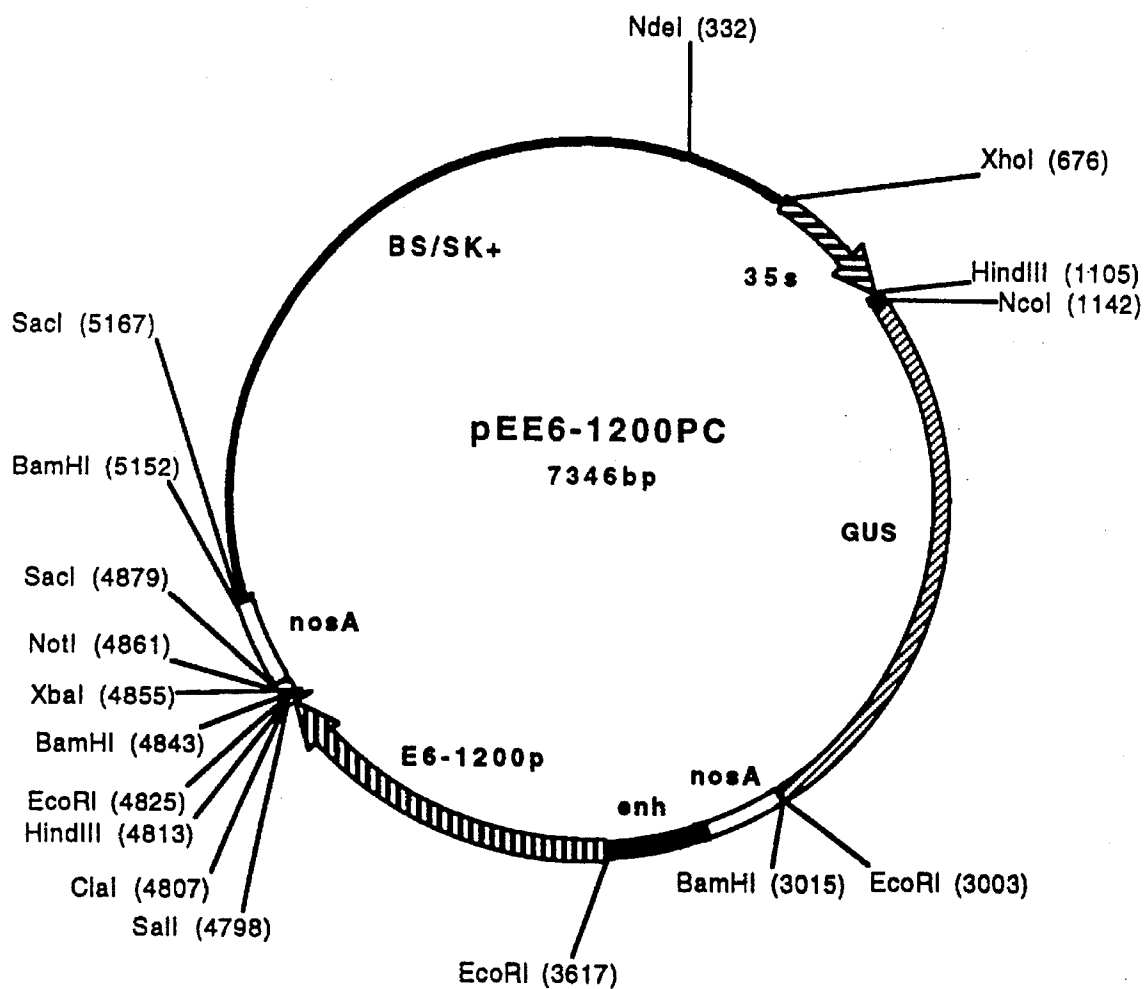 NdeI (332)
XhoI (676)
BS/SK+
35s
HindIII (1105)
NcoI (1142)
SacI (5167)
pEE6-1200PC
7346bp
BamHI (5152)
GUS
SacI (4879)
nosA
NotI (4861)
XbaI (4855)
BamHI (4843)
E6-1200p
nosA
EcoRI (4825)
enh
HindIII (4813)
BamHI (3015)
EcoRI (3003)
ClaI (4807)
SalI (4798)
EcoRI (3617)